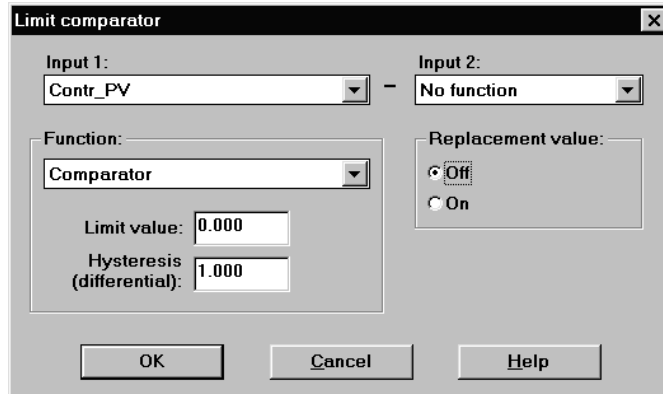 Limit comparator
Input 1:
Input 2:
Contr_PV
–
No function
Function:
Replacement value:
Comparator
Off
On
Limit value: 0.000
Hysteresis
(differential): 1.000
OK
Cancel
Help